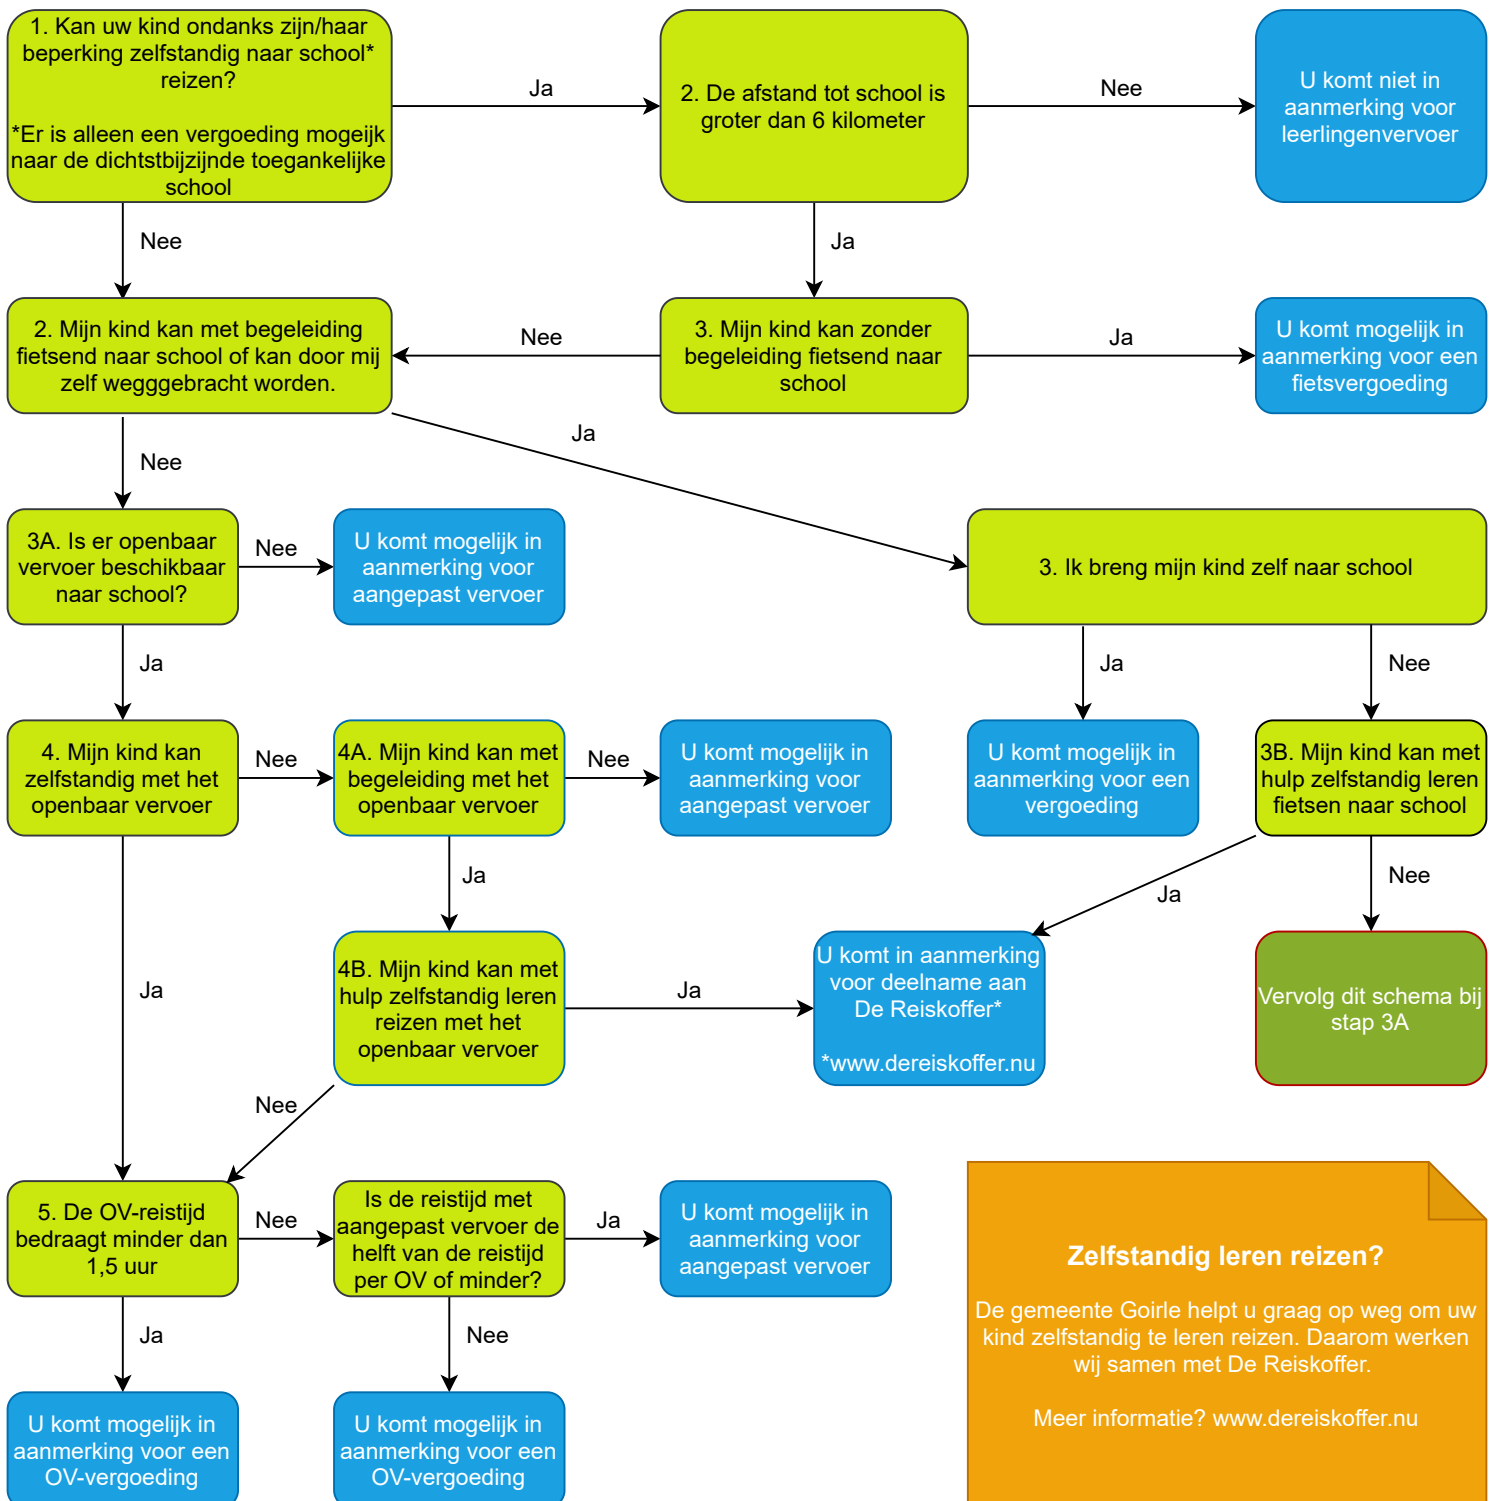 1. Kan uw kind ondanks zijn/haar
beperking zelfstandig naar school*
reizen?
*Er is alleen een vergoeding mogeijk
naar de dichtstbijzijnde toegankelijke
school
Ja
2. De afstand tot school is
groter dan 6 kilometer
Nee
U komt niet in
aanmerking voor
leerlingenvervoer
Nee
Ja
2. Mijn kind kan met begeleiding
fietsend naar school of kan door mij
zelf wegggebracht worden.
Nee
3. Mijn kind kan zonder
begeleiding fietsend naar
school
Ja
U komt mogelijk in
aanmerking voor een
fietsvergoeding
Ja
Nee
3A. Is er openbaar
vervoer beschikbaar
naar school?
Nee
U komt mogelijk in
aanmerking voor
aangepast vervoer
3. Ik breng mijn kind zelf naar school
Ja
Ja
Nee
4. Mijn kind kan
zelfstandig met het
openbaar vervoer
Nee
4A. Mijn kind kan met
begeleiding met het
openbaar vervoer
Nee
U komt mogelijk in
aanmerking voor
aangepast vervoer
U komt mogelijk in
aanmerking voor een
vergoeding
3B. Mijn kind kan met
hulp zelfstandig leren
fietsen naar school
Ja
Ja
Nee
Ja
4B. Mijn kind kan met
hulp zelfstandig leren
reizen met het
openbaar vervoer
Ja
U komt in aanmerking
voor deelname aan
De Reiskoffer*
*www.dereiskoffer.nu
Vervolg dit schema bij
stap 3A
Nee
5. De OV-reistijd
bedraagt minder dan
1,5 uur
Nee
Is de reistijd met
aangepast vervoer de
helft van de reistijd
per OV of minder?
Ja
U komt mogelijk in
aanmerking voor
aangepast vervoer
Ja
Nee
U komt mogelijk in
aanmerking voor een
OV-vergoeding
U komt mogelijk in
aanmerking voor een
OV-vergoeding
Zelfstandig leren reizen?
De gemeente Goirle helpt u graag op weg om uw
kind zelfstandig te leren reizen. Daarom werken
wij samen met De Reiskoffer.
Meer informatie? www.dereiskoffer.nu